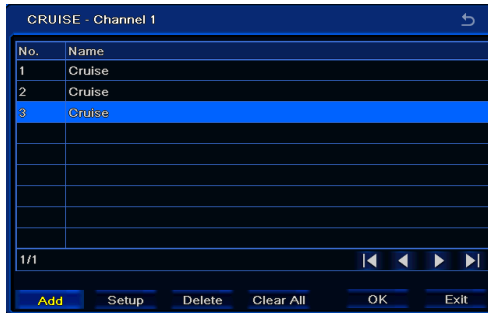 CRUISE - Channel 1
No. Name
1 Cruise
2 Cruise
3 Cruise
1/1
Add Setup Delete Clear All OK Exit